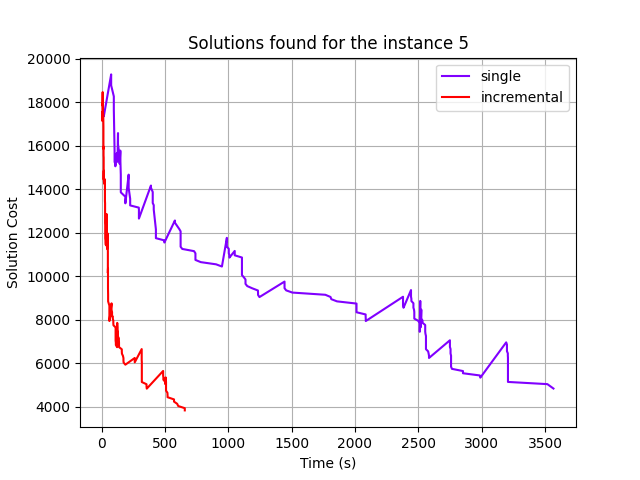 Solutions found for the instance 5
single
incremental
20000
18000
16000
14000
12000
10000
8000
6000
4000
Solution Cost
0 500 1000 1500 2000 2500 3000 3500
Time (s)